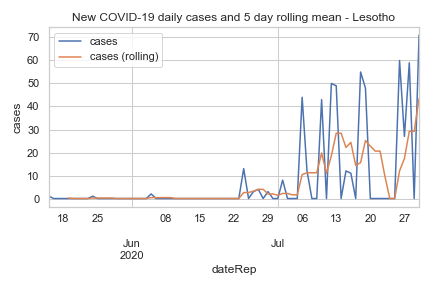 New COVID-19 daily cases and 5 day rolling mean - Lesotho
cases
cases (rolling)
cases
70
60
50
40
30
20
10
0
18 25 08 15 22 29 06 13 20 27
Jun Jul
2020
dateRep